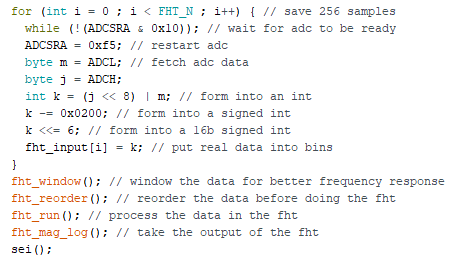 for (int i = 0 ; i < FHT_N ; i++) { // save 256 samples
while (!(ADCSRA & 0x10)); // wait for adc to be ready
ADCSRA = 0xf5; // restart adc
byte m = ADCL; // fetch adc data
byte j = ADCH;
int k = (j << 8) | m; // form into an int
k -= 0x0200; // form into a signed int
k <<= 6; // form into a 16b signed int
fht_input[i] = k; // put real data into bins
}
fht_window(); // window the data for better frequency response
fht_reorder(); // reorder the data before doing the fht
fht_run(); // process the data in the fht
fht_mag_log(); // take the output of the fht
sei();